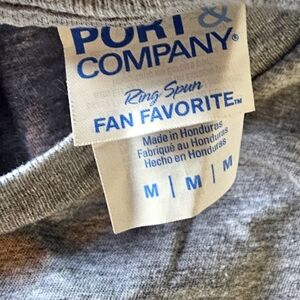 PORT &
COMPANY®
Ring Spun
FAN FAVORITE™
Made in Honduras
Fabriqué au Honduras
Hecho en Honduras
M | M | M